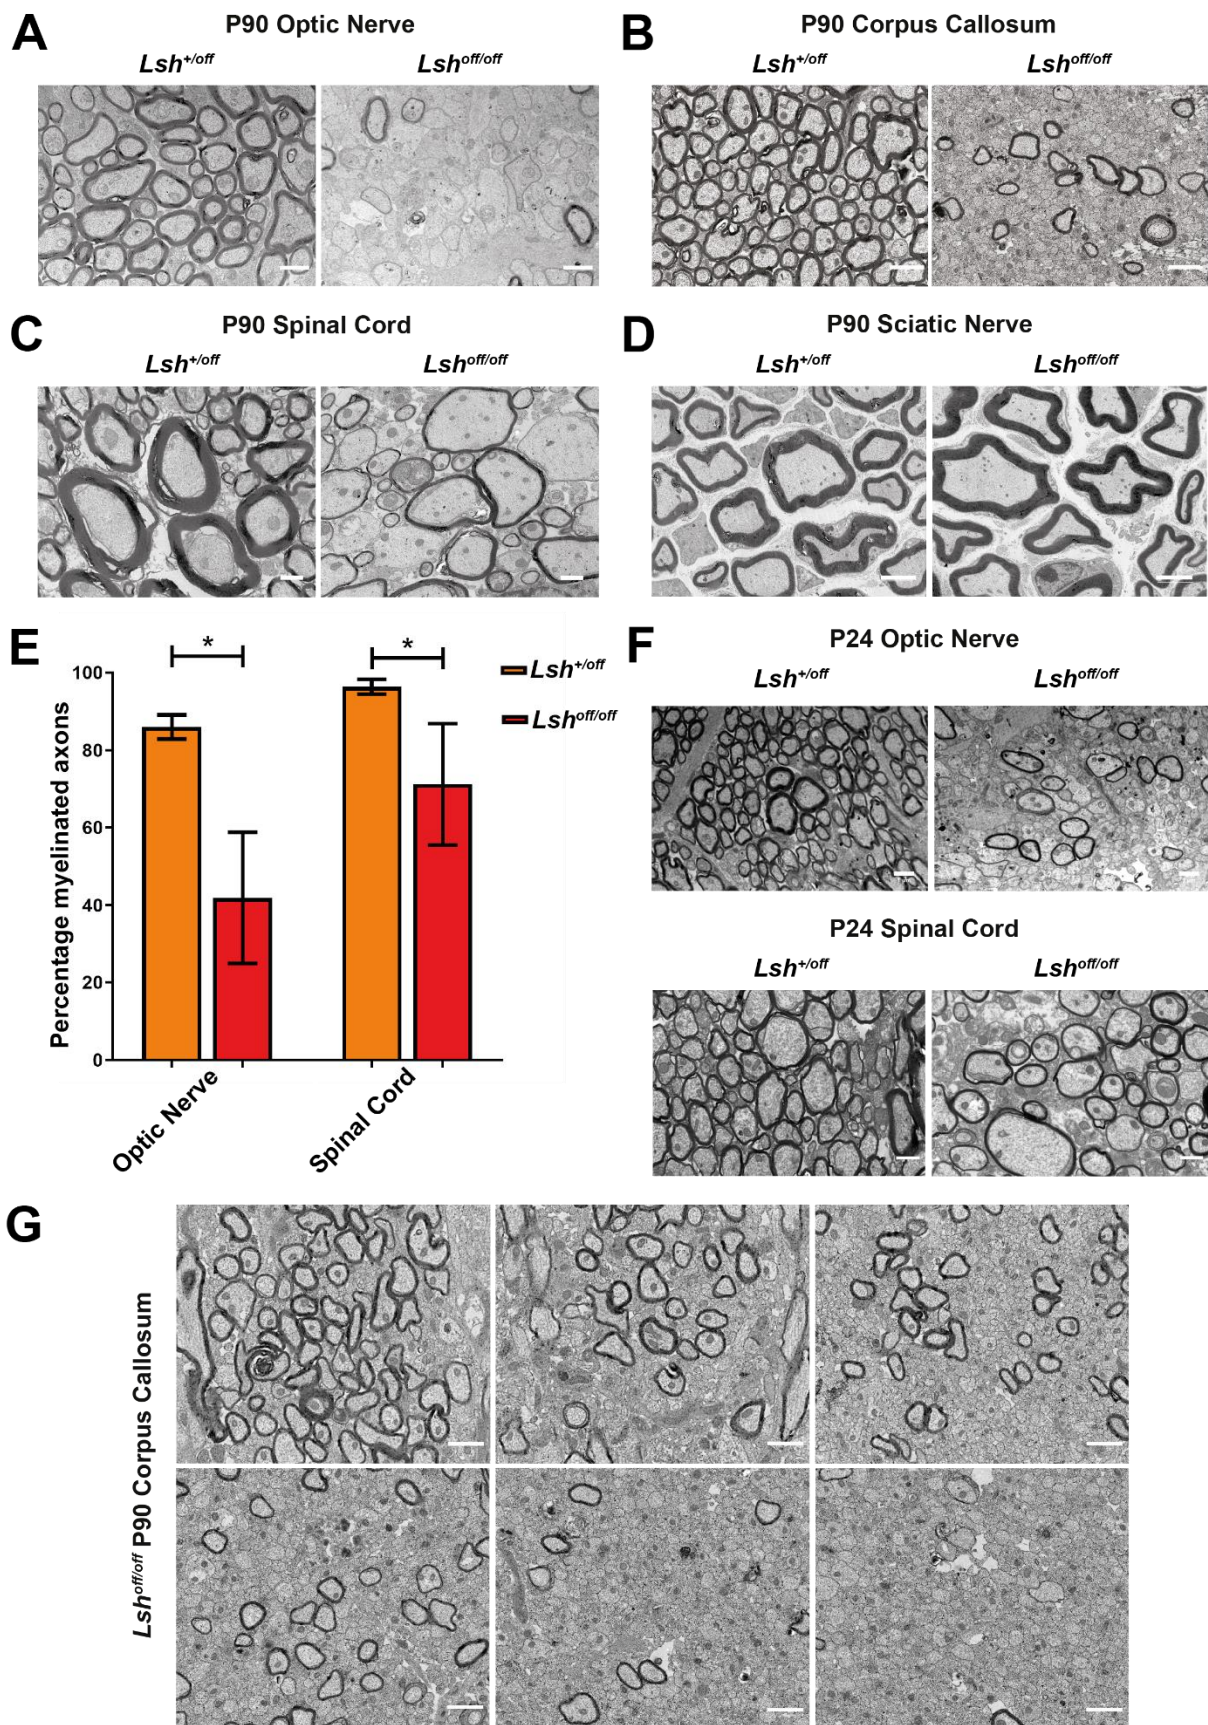 A
P90 Optic Nerve
Lsh+/off
Lshoff/off
B
P90 Corpus Callosum
Lsh+/off
Lshoff/off
C
P90 Spinal Cord
Lsh+/off
Lshoff/off
D
P90 Sciatic Nerve
Lsh+/off
Lshoff/off
E
Percentage myelinated axons
100
80
60
40
20
0
*
*
Lsh+/off
Lshoff/off
Optic Nerve
Spinal Cord
F
P24 Optic Nerve
Lsh+/off
Lshoff/off
P24 Spinal Cord
Lsh+/off
Lshoff/off
G
Lshoff/off P90 Corpus Callosum